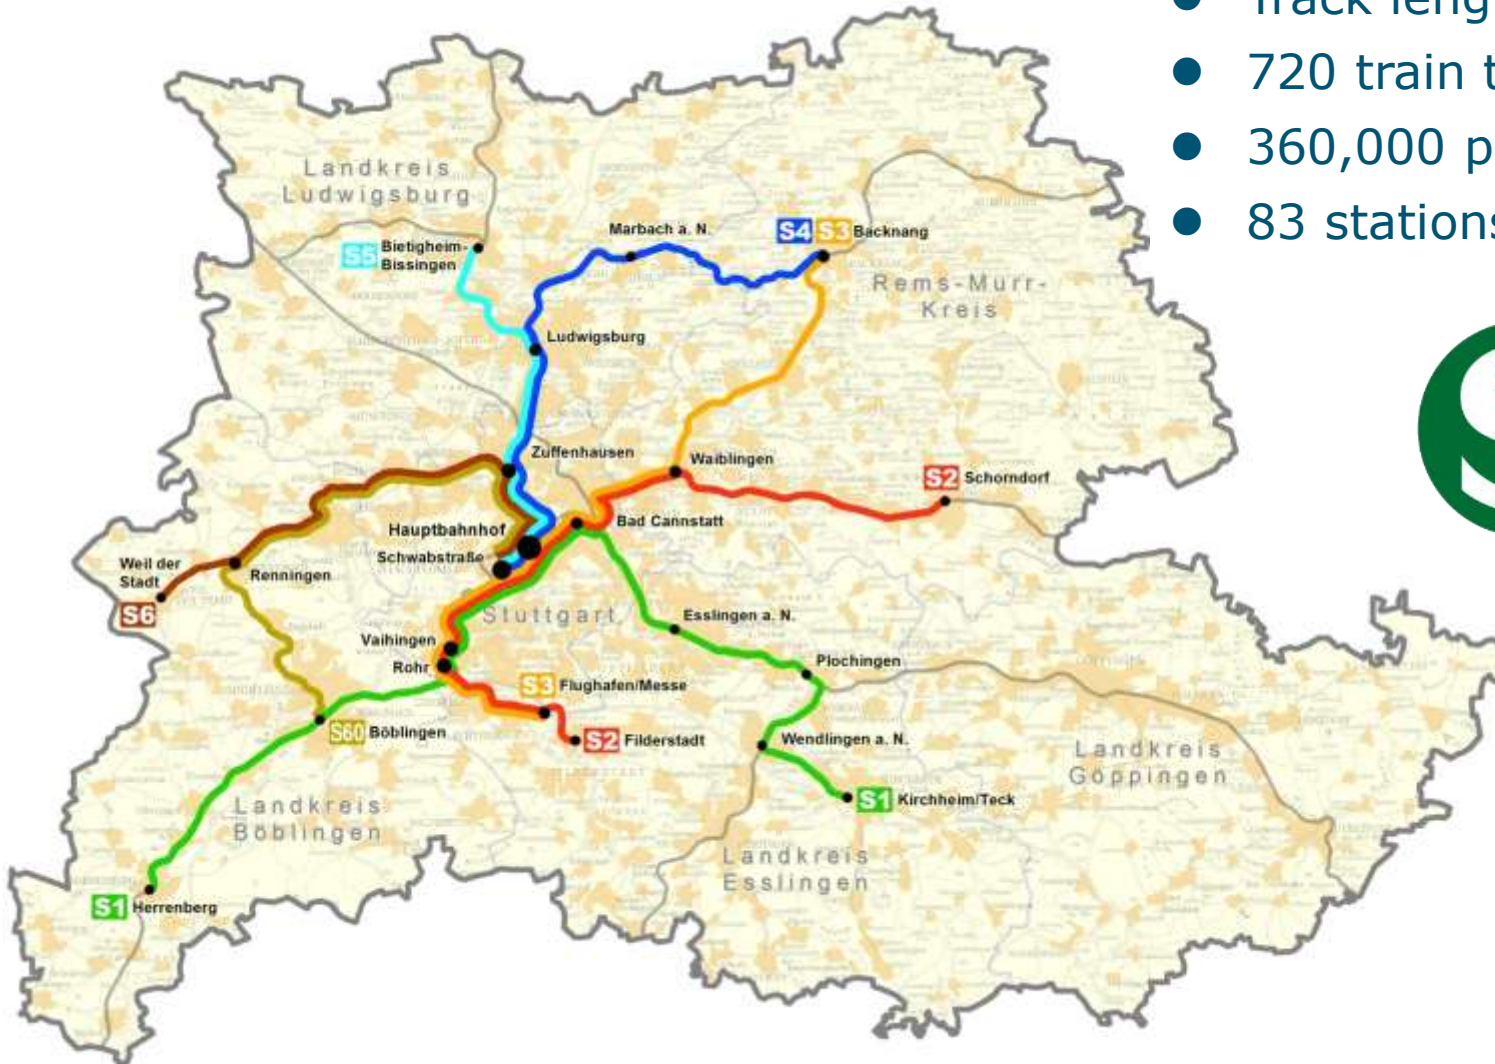 Track leng
720 train t
360,000 p
83 stations
Landkreis
Ludwigsburg
S5 Bietigheim-
Bissingen
Marbach a. N.
S4 S3 Backnang
Rems-Murr-
Kreis
Ludwigsburg
Zuffenhausen
Waiblingen
S2 Schorndorf
Hauptbahnhof
Bad Cannstatt
Schwabstraße
Weil der
Stadt
S6
Renningen
Stuttgart
Esslingen a. N.
Vaihingen
Rohr
Plochingen
S3 Flughafen/Messe
S60 Böblingen
S2 Filderstadt
Wendlingen a. N.
Landkreis
Göppingen
Landkreis
Böblingen
S1 Kirchheim/Teck
Landkreis
Esslingen
S1 Herrenberg